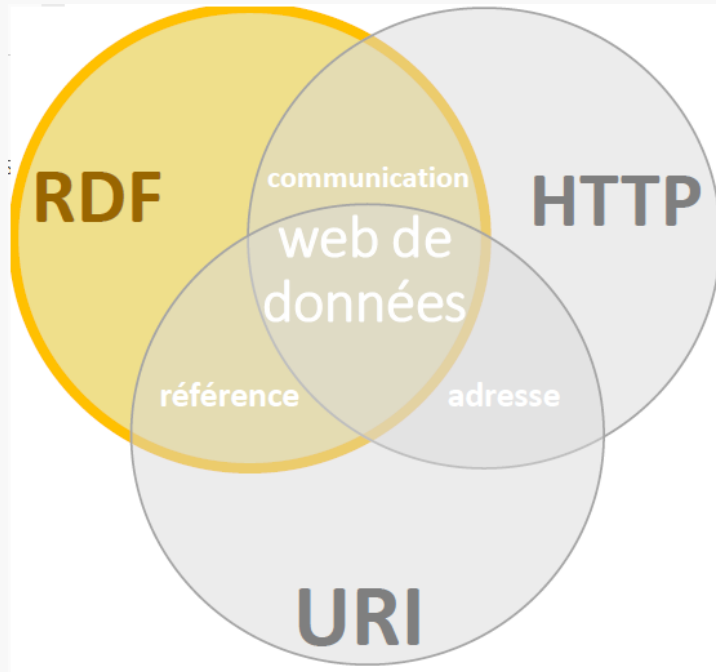 communication
RDF
HTTP
web de
données
référence
adresse
URI